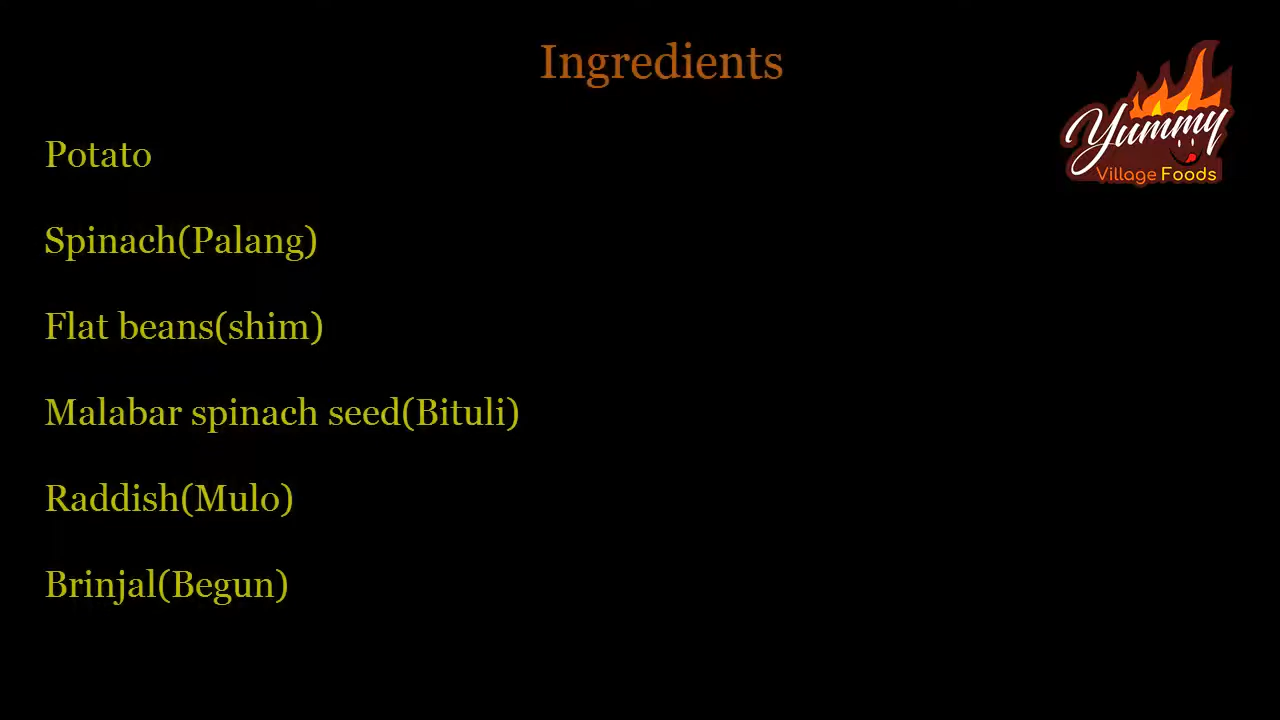 Ingredients
Yummy
Village Foods
Potato
Spinach(Palang)
Flat beans(shim)
Malabar spinach seed(Bituli)
Raddish(Mulo)
Brinjal(Begun)